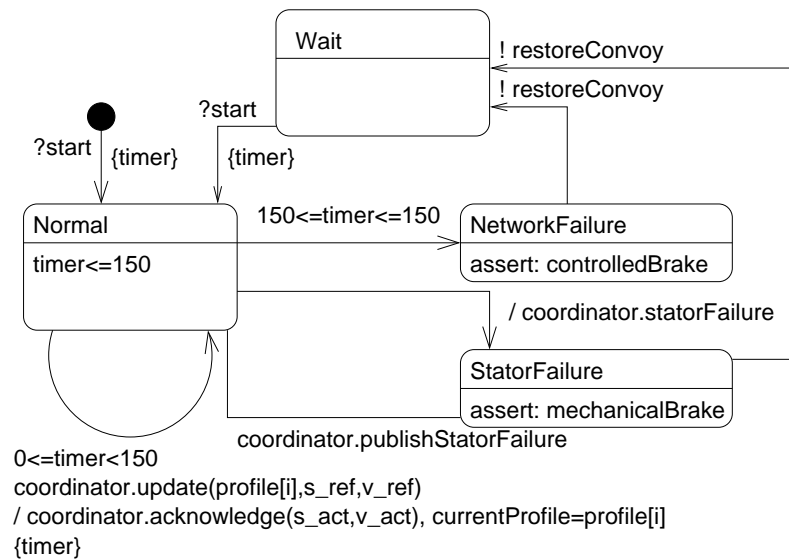 Wait
! restoreConvoy
! restoreConvoy
?start
?start
{timer}
{timer}
Normal
timer<=150
150<=timer<=150
NetworkFailure
assert: controlledBrake
/ coordinator.statorFailure
StatorFailure
assert: mechanicalBrake
coordinator.publishStatorFailure
0<=timer<150
coordinator.update(profile[i],s_ref,v_ref)
/ coordinator.acknowledge(s_act,v_act), currentProfile=profile[i]
{timer}